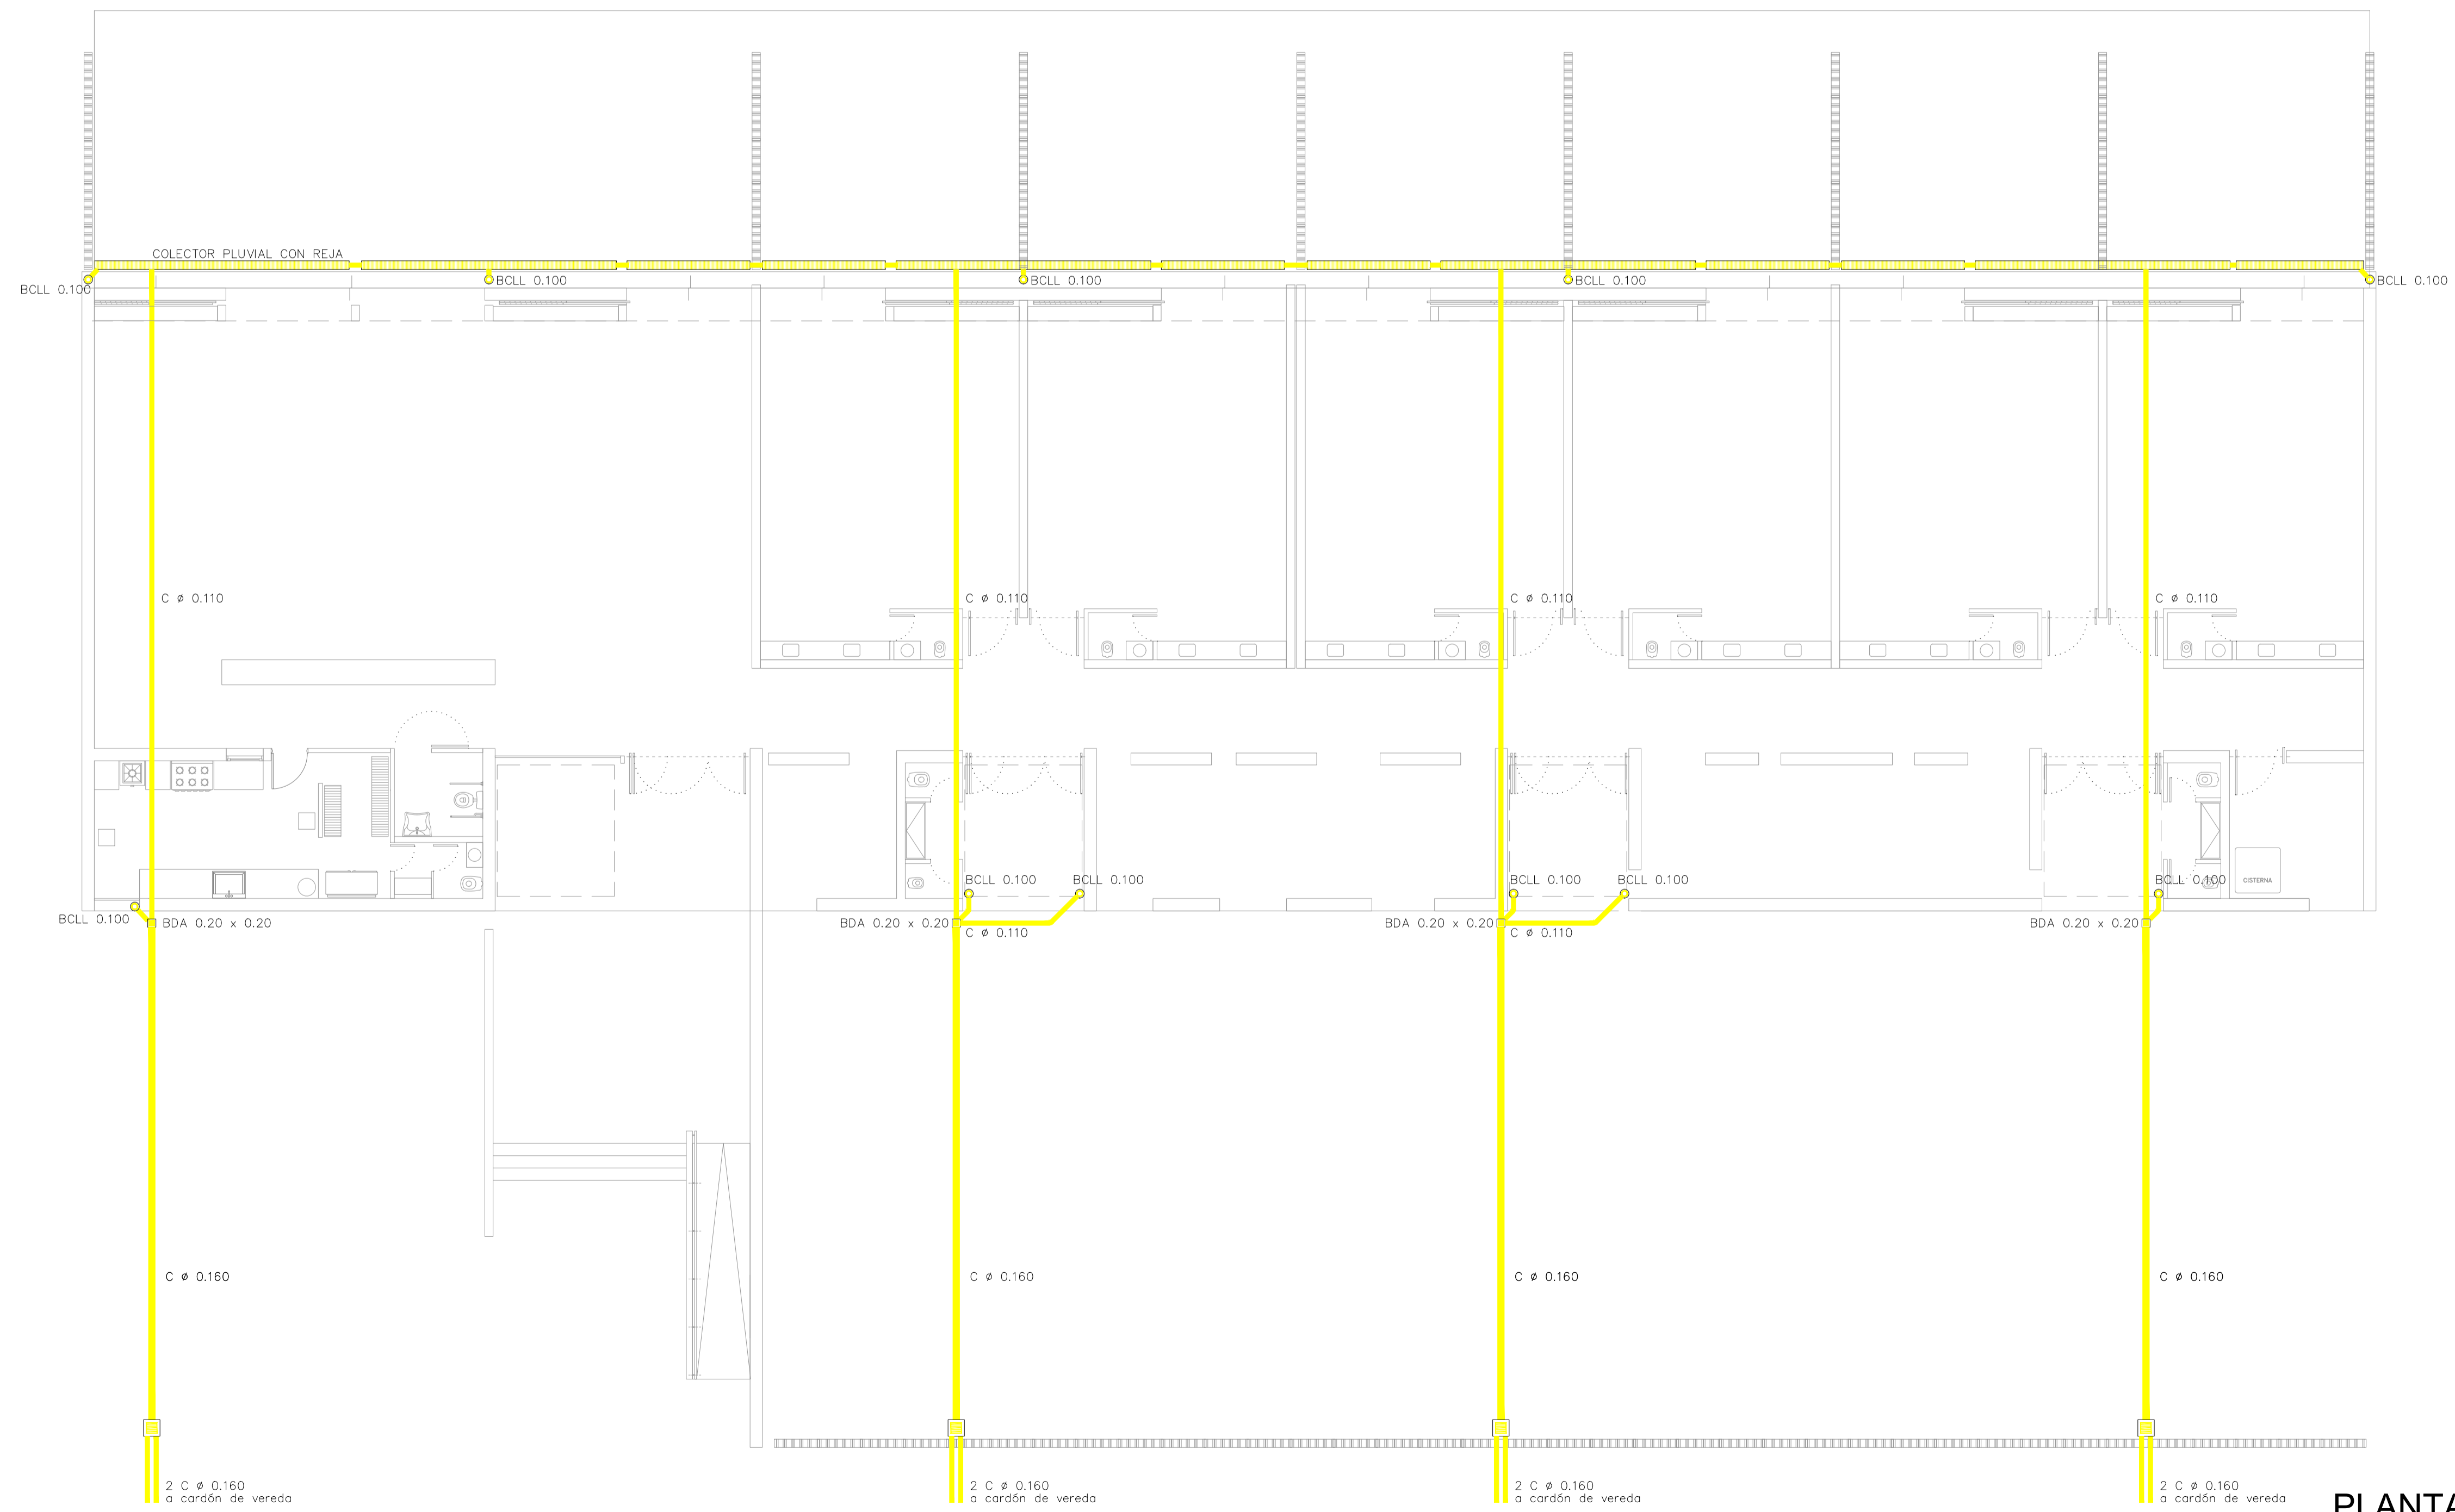 COLECTOR PLUVIAL CON REJA
BCLL 0.100
BCLL 0.100
BCLL 0.100
BCLL 0.100
BCLL 0.100
C ø 0.110
C ø 0.110
C ø 0.110
C ø 0.110
BCLL 0.100
BCLL 0.100
BCLL 0.100
BCLL 0.100
BCLL 0.100
CISTERNA
BCLL 0.100
BDA 0.20 x 0.20
BDA 0.20 x 0.20
BDA 0.20 x 0.20
BDA 0.20 x 0.20
C ø 0.110
C ø 0.110
C ø 0.160
C ø 0.160
C ø 0.160
C ø 0.160
2 C ø 0.160
a cardón de vereda
2 C ø 0.160
a cardón de vereda
2 C ø 0.160
a cardón de vereda
2 C ø 0.160
a cardón de vereda
PLANTA